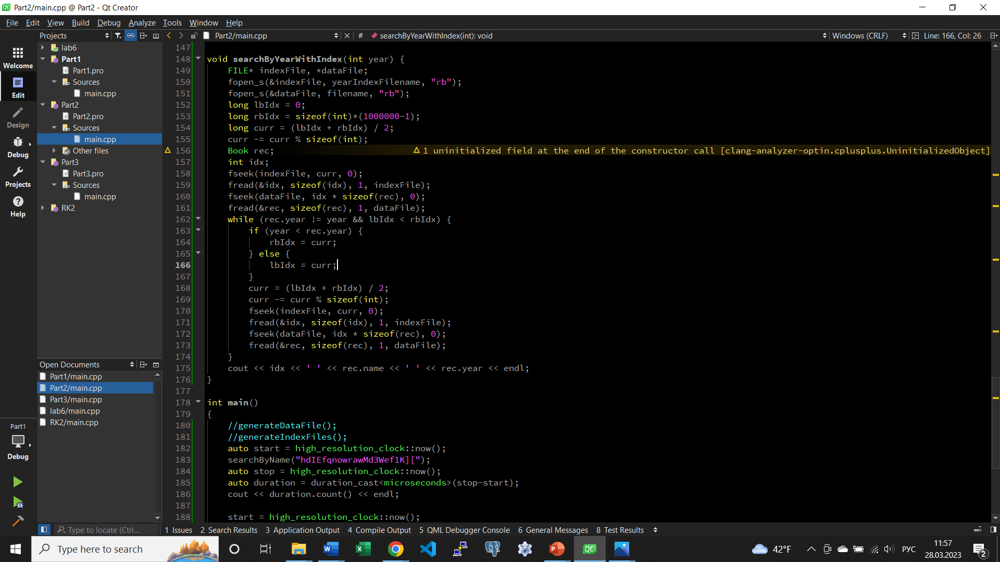 Part2/main.cpp @ Part2 - Qt Creator
File Edit View Build Debug Analyze Tools Window Help
Projects
Part2/main.cpp
# searchByYearWithIndex(int): void
Windows (CRLF)
Line: 166, Col: 26
Welcome
Edit
Design
Debug
Projects
Help
lab6
Part1
Part1.pro
Sources
main.cpp
Part2
Part2.pro
Sources
main.cpp
Other files
Part3
Part3.pro
Sources
main.cpp
RK2
Open Documents
Part1/main.cpp
Part2/main.cpp
Part3/main.cpp
lab6/main.cpp
RK2/main.cpp
Part1
Debug
147
148 void searchByYearWithIndex(int year) {
149 FILE* indexFile, *dataFile;
150 fopen_s(&indexFile, yearIndexFilename, "rb");
151 fopen_s(&dataFile, filename, "rb");
152 long lbIdx = 0;
153 long rbIdx = sizeof(int)*(1000000-1);
154 long curr = (lbIdx + rbIdx) / 2;
155 curr -= curr % sizeof(int);
156 Book rec; 1 uninitialized field at the end of the constructor call [clang-analyzer-optin.cplusplus.UninitializedObject]
157 int idx;
158 fseek(indexFile, curr, 0);
159 fread(&idx, sizeof(idx), 1, indexFile);
160 fseek(dataFile, idx * sizeof(rec), 0);
161 fread(&rec, sizeof(rec), 1, dataFile);
162 while (rec.year != year && lbIdx < rbIdx) {
163 if (year < rec.year) {
164 rbIdx = curr;
165 } else {
166 lbIdx = curr;
167 }
168 curr = (lbIdx + rbIdx) / 2;
169 curr -= curr % sizeof(int);
170 fseek(indexFile, curr, 0);
171 fread(&idx, sizeof(idx), 1, indexFile);
172 fseek(dataFile, idx * sizeof(rec), 0);
173 fread(&rec, sizeof(rec), 1, dataFile);
174 }
175 cout << idx << ' ' << rec.name << ' ' << rec.year << endl;
176 }
177
178 int main()
179 {
180 //generateDataFile();
181 //generateIndexFiles();
182 auto start = high_resolution_clock::now();
183 searchByName("hdIEfqnowrawMd3Wef1K][");
184 auto stop = high_resolution_clock::now();
185 auto duration = duration_cast<microseconds>(stop-start);
186 cout << duration.count() << endl;
187
188 start = high_resolution_clock::now();
Type to locate (Ctrl...
1 Issues 2 Search Results 3 Application Output 4 Compile Output 5 QML Debugger Console 6 General Messages 8 Test Results
Type here to search
42°F
РУС
11:57
28.03.2023
2